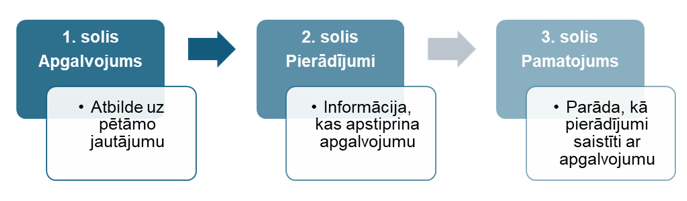 1. solis
Apgalvojums
• Atbilde uz
pētāmo
jautājumu
2. solis
Pierādījumi
• Informācija,
kas apstiprina
apgalvojumu
3. solis
Pamatojums
• Parāda, kā
pierādījumi
saistīti ar
apgalvojumu